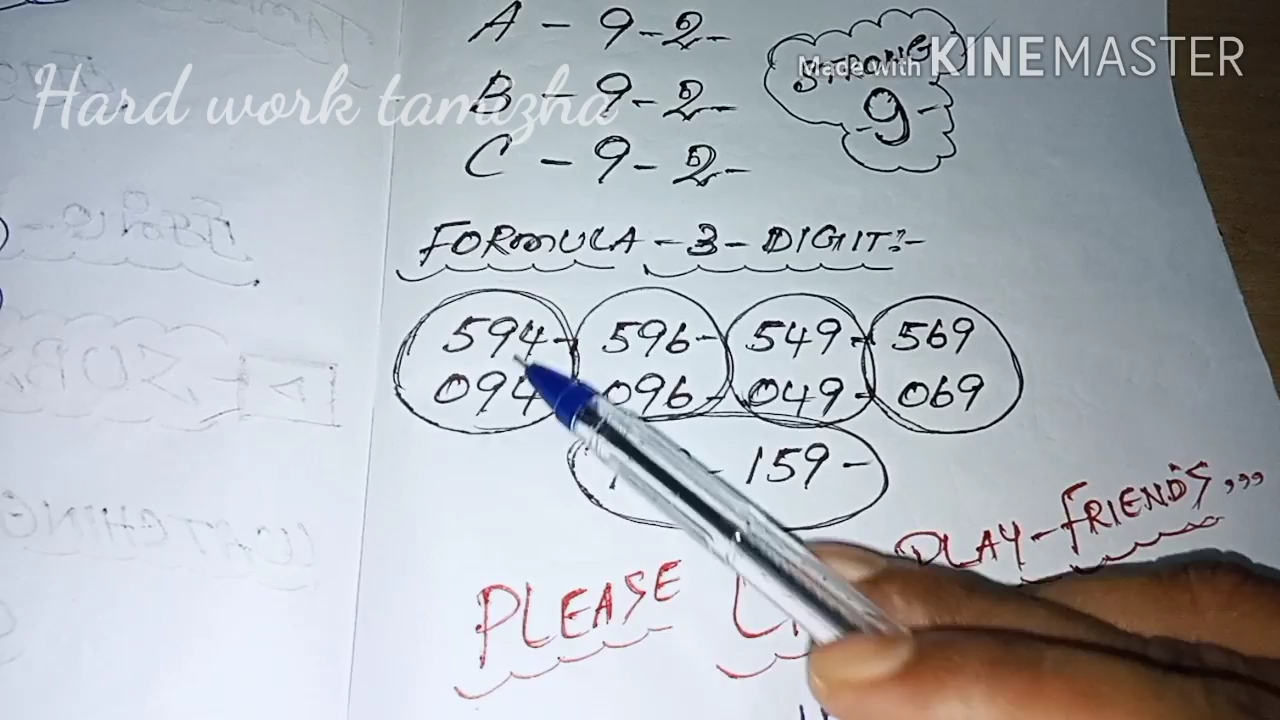 A - 9 - 2 -
B - 9 - 2 -
C - 9 - 2 -
STRONG
9 -
Made with KINEMASTER
Hard work tamizha
FORMULA - 3 - DIGIT:-
594 - 596 - 549 - 569
094 096 - 049 - 069
- 159 -
PLAY - FRIENDS,,,
PLEASE